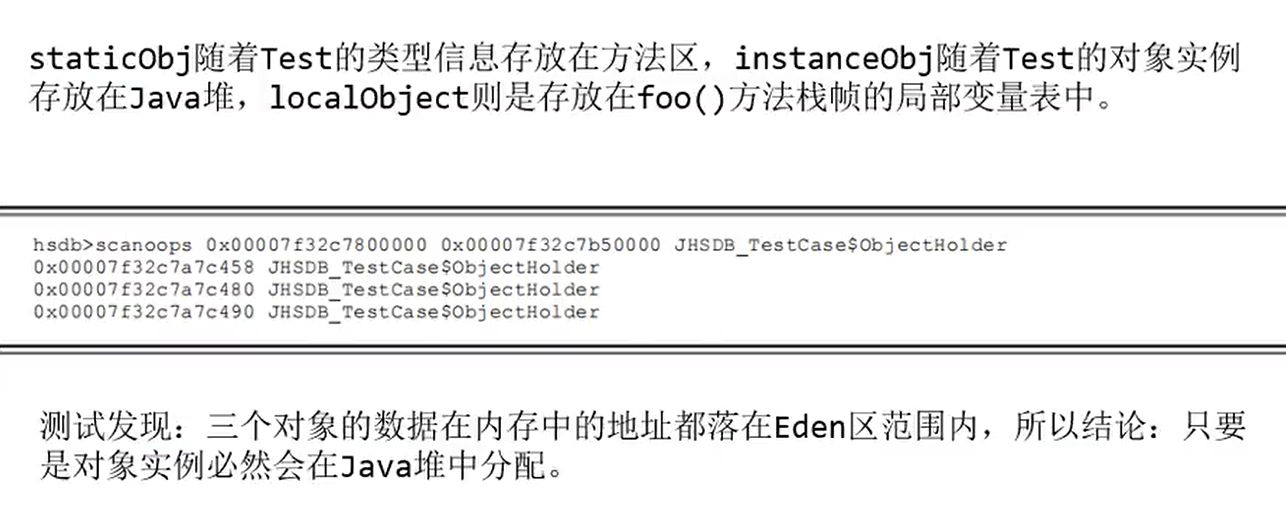 staticObj随着Test的类型信息存放在方法区，instanceObj随着Test的对象实例
存放在Java堆，localObject则是存放在foo()方法栈帧的局部变量表中。
hsdb>scanoops 0x00007f32c7800000 0x00007f32c7b50000 JHSDB_TestCase$ObjectHolder
0x00007f32c7a7c458 JHSDB_TestCase$ObjectHolder
0x00007f32c7a7c480 JHSDB_TestCase$ObjectHolder
0x00007f32c7a7c490 JHSDB_TestCase$ObjectHolder
测试发现：三个对象的数据在内存中的地址都落在Eden区范围内，所以结论：只要
是对象实例必然会在Java堆中分配。